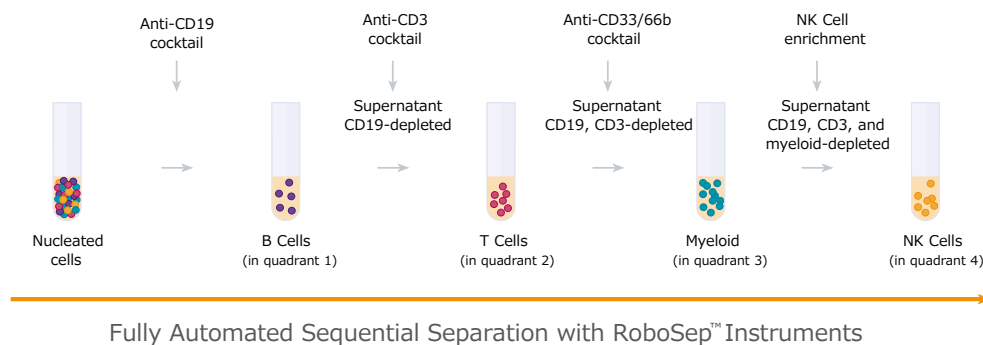 Anti-CD19
cocktail
Anti-CD3
cocktail
Anti-CD33/66b
cocktail
NK Cell
enrichment
Supernatant
CD19-depleted
Supernatant
CD19, CD3-depleted
Supernatant
CD19, CD3, and
myeloid-depleted
Nucleated
cells
B Cells
(in quadrant 1)
T Cells
(in quadrant 2)
Myeloid
(in quadrant 3)
NK Cells
(in quadrant 4)
Fully Automated Sequential Separation with RoboSep™ Instruments